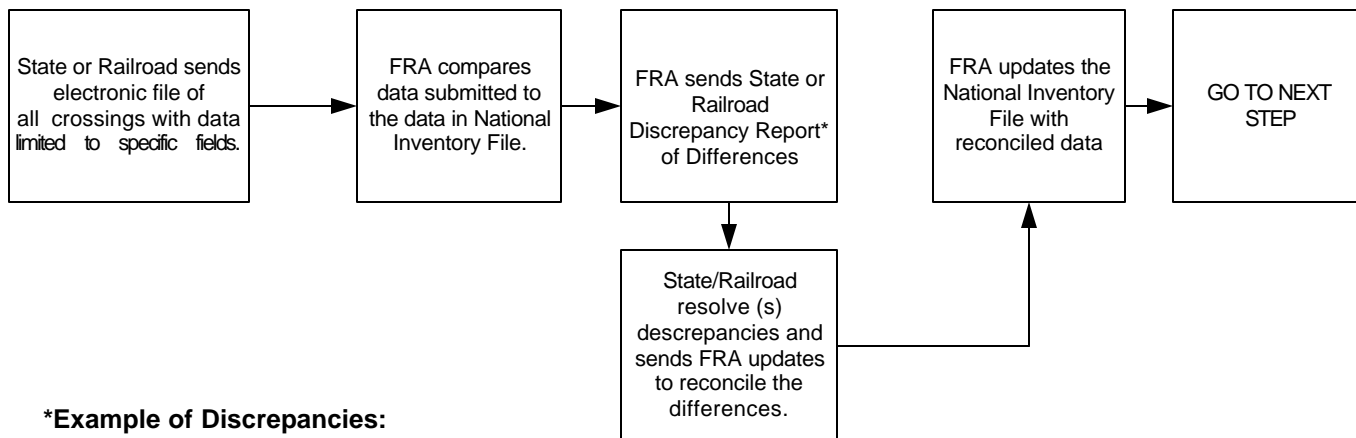 State or Railroad sends
electronic file of
all crossings with data
limited to specific fields.
FRA compares
data submitted to
the data in National
Inventory File.
FRA sends State or
Railroad
Discrepancy Report*
of Differences
State/Railroad
resolve (s)
descrepancies and
sends FRA updates
to reconcile the
differences.
FRA updates the
National Inventory
File with
reconciled data
GO TO NEXT
STEP
*Example of Discrepancies: